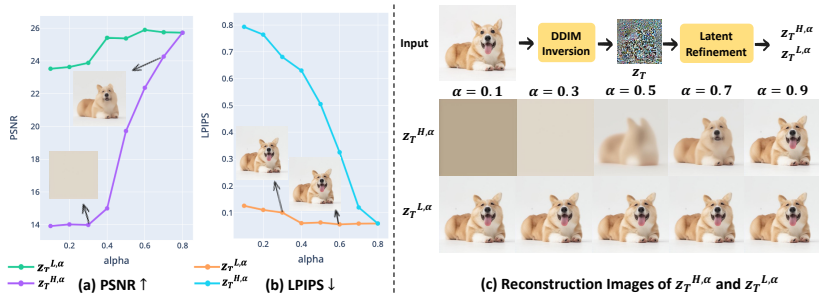 26
24
22
20
18
16
14
PSNR
0.2
0.4
0.6
0.8
alpha
z_T^{L,α}
z_T^{H,α}
(a) PSNR ↑
0.8
0.7
0.6
0.5
0.4
0.3
0.2
0.1
LPIPS
0.2
0.4
0.6
0.8
alpha
z_T^{L,α}
z_T^{H,α}
(b) LPIPS ↓
Input
DDIM
Inversion
z_T
Latent
Refinement
z_T^{H,α}
z_T^{L,α}
α = 0.1
α = 0.3
α = 0.5
α = 0.7
α = 0.9
z_T^{H,α}
z_T^{L,α}
(c) Reconstruction Images of z_T^{H,α} and z_T^{L,α}